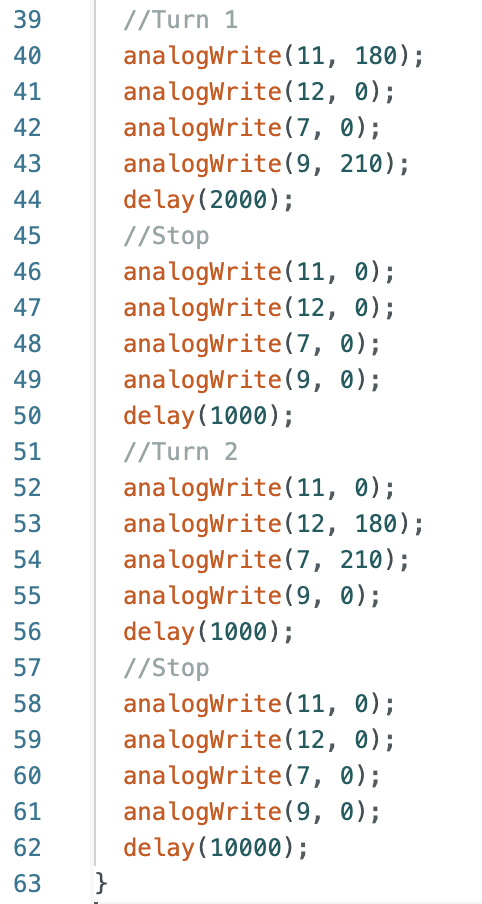 39 //Turn 1
40 analogWrite(11, 180);
41 analogWrite(12, 0);
42 analogWrite(7, 0);
43 analogWrite(9, 210);
44 delay(2000);
45 //Stop
46 analogWrite(11, 0);
47 analogWrite(12, 0);
48 analogWrite(7, 0);
49 analogWrite(9, 0);
50 delay(1000);
51 //Turn 2
52 analogWrite(11, 0);
53 analogWrite(12, 180);
54 analogWrite(7, 210);
55 analogWrite(9, 0);
56 delay(1000);
57 //Stop
58 analogWrite(11, 0);
59 analogWrite(12, 0);
60 analogWrite(7, 0);
61 analogWrite(9, 0);
62 delay(10000);
63 }